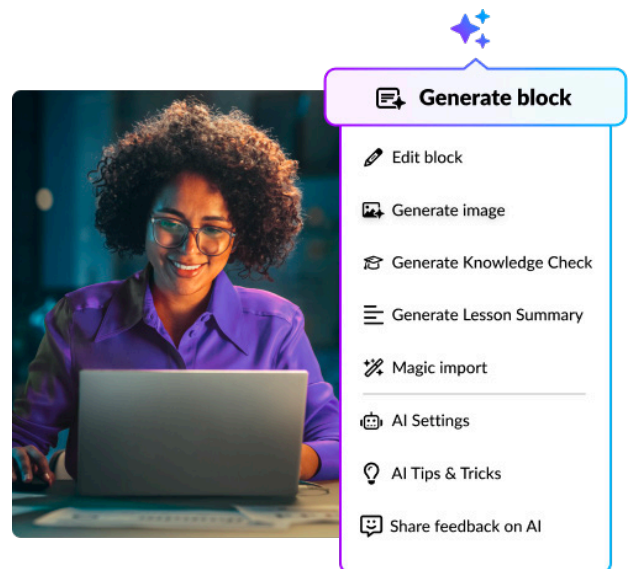 Generate block
Edit block
Generate image
Generate Knowledge Check
Generate Lesson Summary
Magic import
AI Settings
AI Tips & Tricks
Share feedback on AI